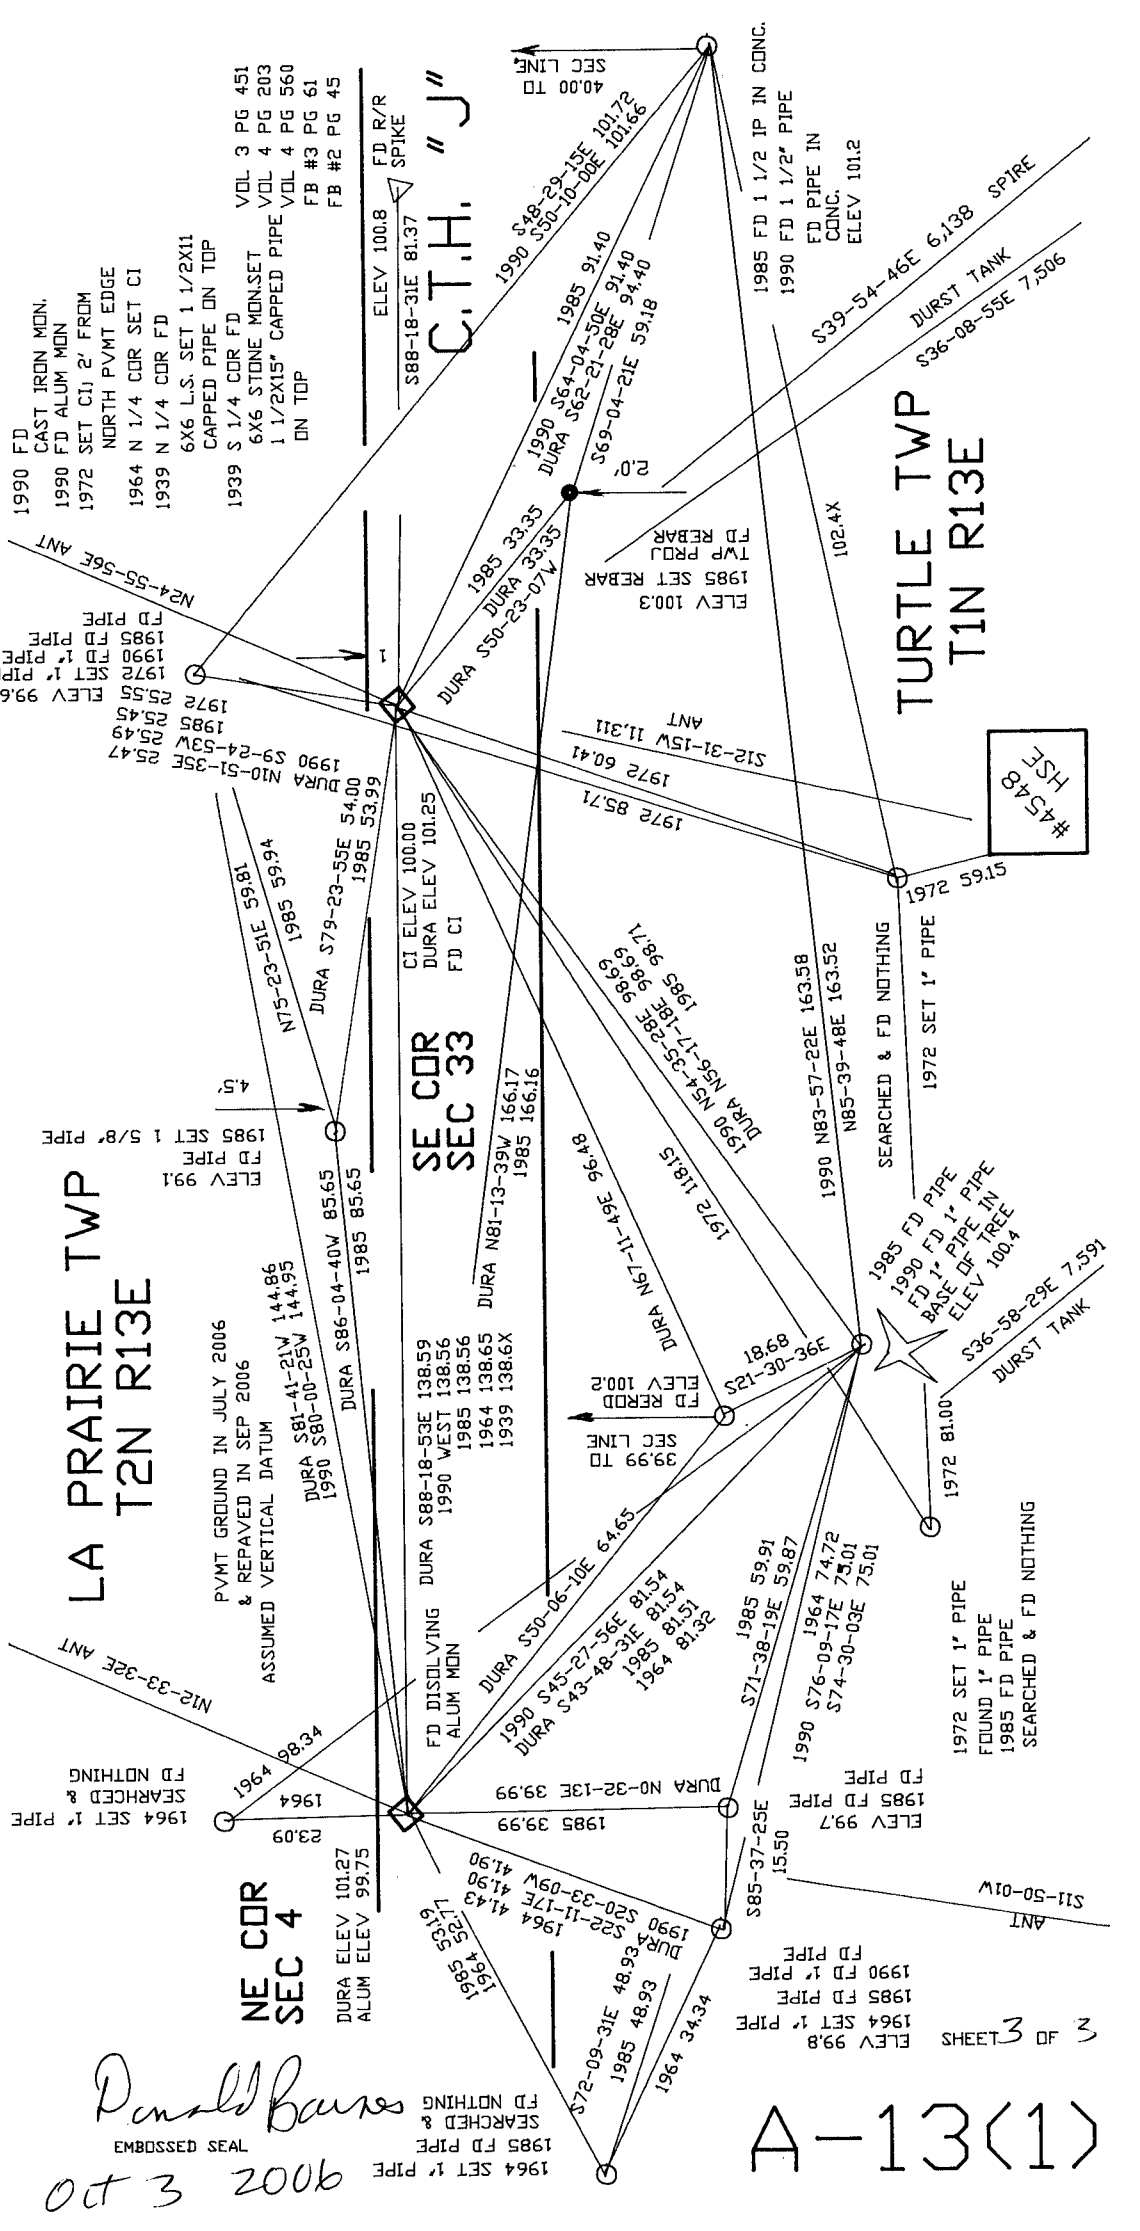 1990 FD
CAST IRON MON.
1990 FD ALUM MON
1972 SET CI; 2' FROM
NORTH PVMT EDGE
1964 N 1/4 COR SET CI
1939 N 1/4 COR FD
6X6 L.S. SET 1 1/2X11
CAPPED PIPE ON TOP
1939 S 1/4 COR FD
6X6 STONE MON.SET
1 1/2X15" CAPPED PIPE
ON TOP
VOL 3 PG 451
VOL 4 PG 203
VOL 4 PG 560
FB #3 PG 61
FB #2 PG 45
ELEV 100.8
FD R/R
SPIKE
S88-18-31E 81.37
C.T.H. "J"
40.00 TO
SEC LINE
S48-29-15E 101.72
1990 S50-10-00E 101.66
1985 91.40
1990 S64-04-50E 91.40
DURA S62-21-28E 94.40
S69-04-21E 59.18
1985 FD 1 1/2 IP IN CONC.
1990 FD 1 1/2" PIPE
FD PIPE IN
CONC.
ELEV 101.2
S39-54-46E 6,138 SPIRE
DURST TANK
S36-08-55E 7,506
2.0'
1985 33.35
DURA 33.35
DURA S50-23-07W
ELEV 100.3
1985 SET REBAR
TWP PROJ
FD REBAR
102.4X
TURTLE TWP
T1N R13E
N24-55-56E ANT
ELEV 99.6
1972 SET 1" PIPE
1990 FD 1" PIPE
1985 FD PIPE
FD PIPE
1
1972 25.55
1985 25.45
1990 S9-24-53W 25.49
DURA N10-51-35E 25.47
S12-31-15W 11,311
ANT
1972 60.41
1972 85.71
#4548
HSE
1972 59.15
1972 SET 1" PIPE
SEARCHED & FD NOTHING
N75-23-51E 59.81
1985 59.94
DURA S79-23-55E 54.00
1985 53.99
CI ELEV 100.00
DURA ELEV 101.25
FD CI
SE COR
SEC 33
4.5'
1985 SET 1 5/8" PIPE
FD PIPE
ELEV 99.1
DURA N81-13-39W 166.17
1985 166.16
1985 98.71
DURA N56-17-18E 98.69
1990 N54-35-28E 98.69
1972 118.15
DURA N67-11-49E 96.48
1990 N83-57-22E 163.58
N85-39-48E 163.52
LA PRAIRIE TWP
T2N R13E
PVMT GROUND IN JULY 2006
& REPAVED IN SEP 2006
ASSUMED VERTICAL DATUM
DURA S81-41-21W 144.86
1990 S80-00-25W 144.95
DURA S86-04-40W 85.65
1985 85.65
DURA S88-18-53E 138.59
1990 WEST 138.56
1985 138.56
1964 138.65
1939 138.6X
FD DISOLVING
ALUM MON
18.68
S21-30-36E
FD REROD
ELEV 100.2
39.99 TO
SEC LINE
1985 FD PIPE
1990 FD 1" PIPE
FD 1" PIPE IN
BASE OF TREE
ELEV 100.4
S36-58-29E 7,591
DURST TANK
1972 81.00
1972 SET 1" PIPE
FOUND 1" PIPE
1985 FD PIPE
SEARCHED & FD NOTHING
DURA S50-06-10E 64.65
1990 S45-27-56E 81.54
DURA S43-48-31E 81.54
1985 81.51
1964 81.32
1985 59.91
S71-38-19E 59.87
1964 74.72
1990 S76-09-17E 75.01
S74-30-03E 75.01
N12-33-32E ANT
1964 98.34
1964
23.09
1964 SET 1" PIPE
SEARHCED &
FD NOTHING
DURA N0-32-13E 39.99
1985 39.99
ELEV 99.7
1985 FD PIPE
FD PIPE
S85-37-25E
15.50
S11-50-01W
ANT
NE COR
SEC 4
DURA ELEV 101.27
ALUM ELEV 99.75
1964 41.43
S22-11-17E 41.90
1990 S20-33-09W 41.90
DURA
1985 53.19
1964 52.77
S72-09-31E 48.93
1985 48.93
1964 34.34
ELEV 99.8
1964 SET 1" PIPE
1985 FD PIPE
1990 FD 1" PIPE
FD PIPE
1964 SET 1" PIPE
1985 FD PIPE
SEARCHED &
FD NOTHING
Donald Barnes
EMBOSSED SEAL
Oct 3 2006
SHEET 3 OF 3
A-13(1)